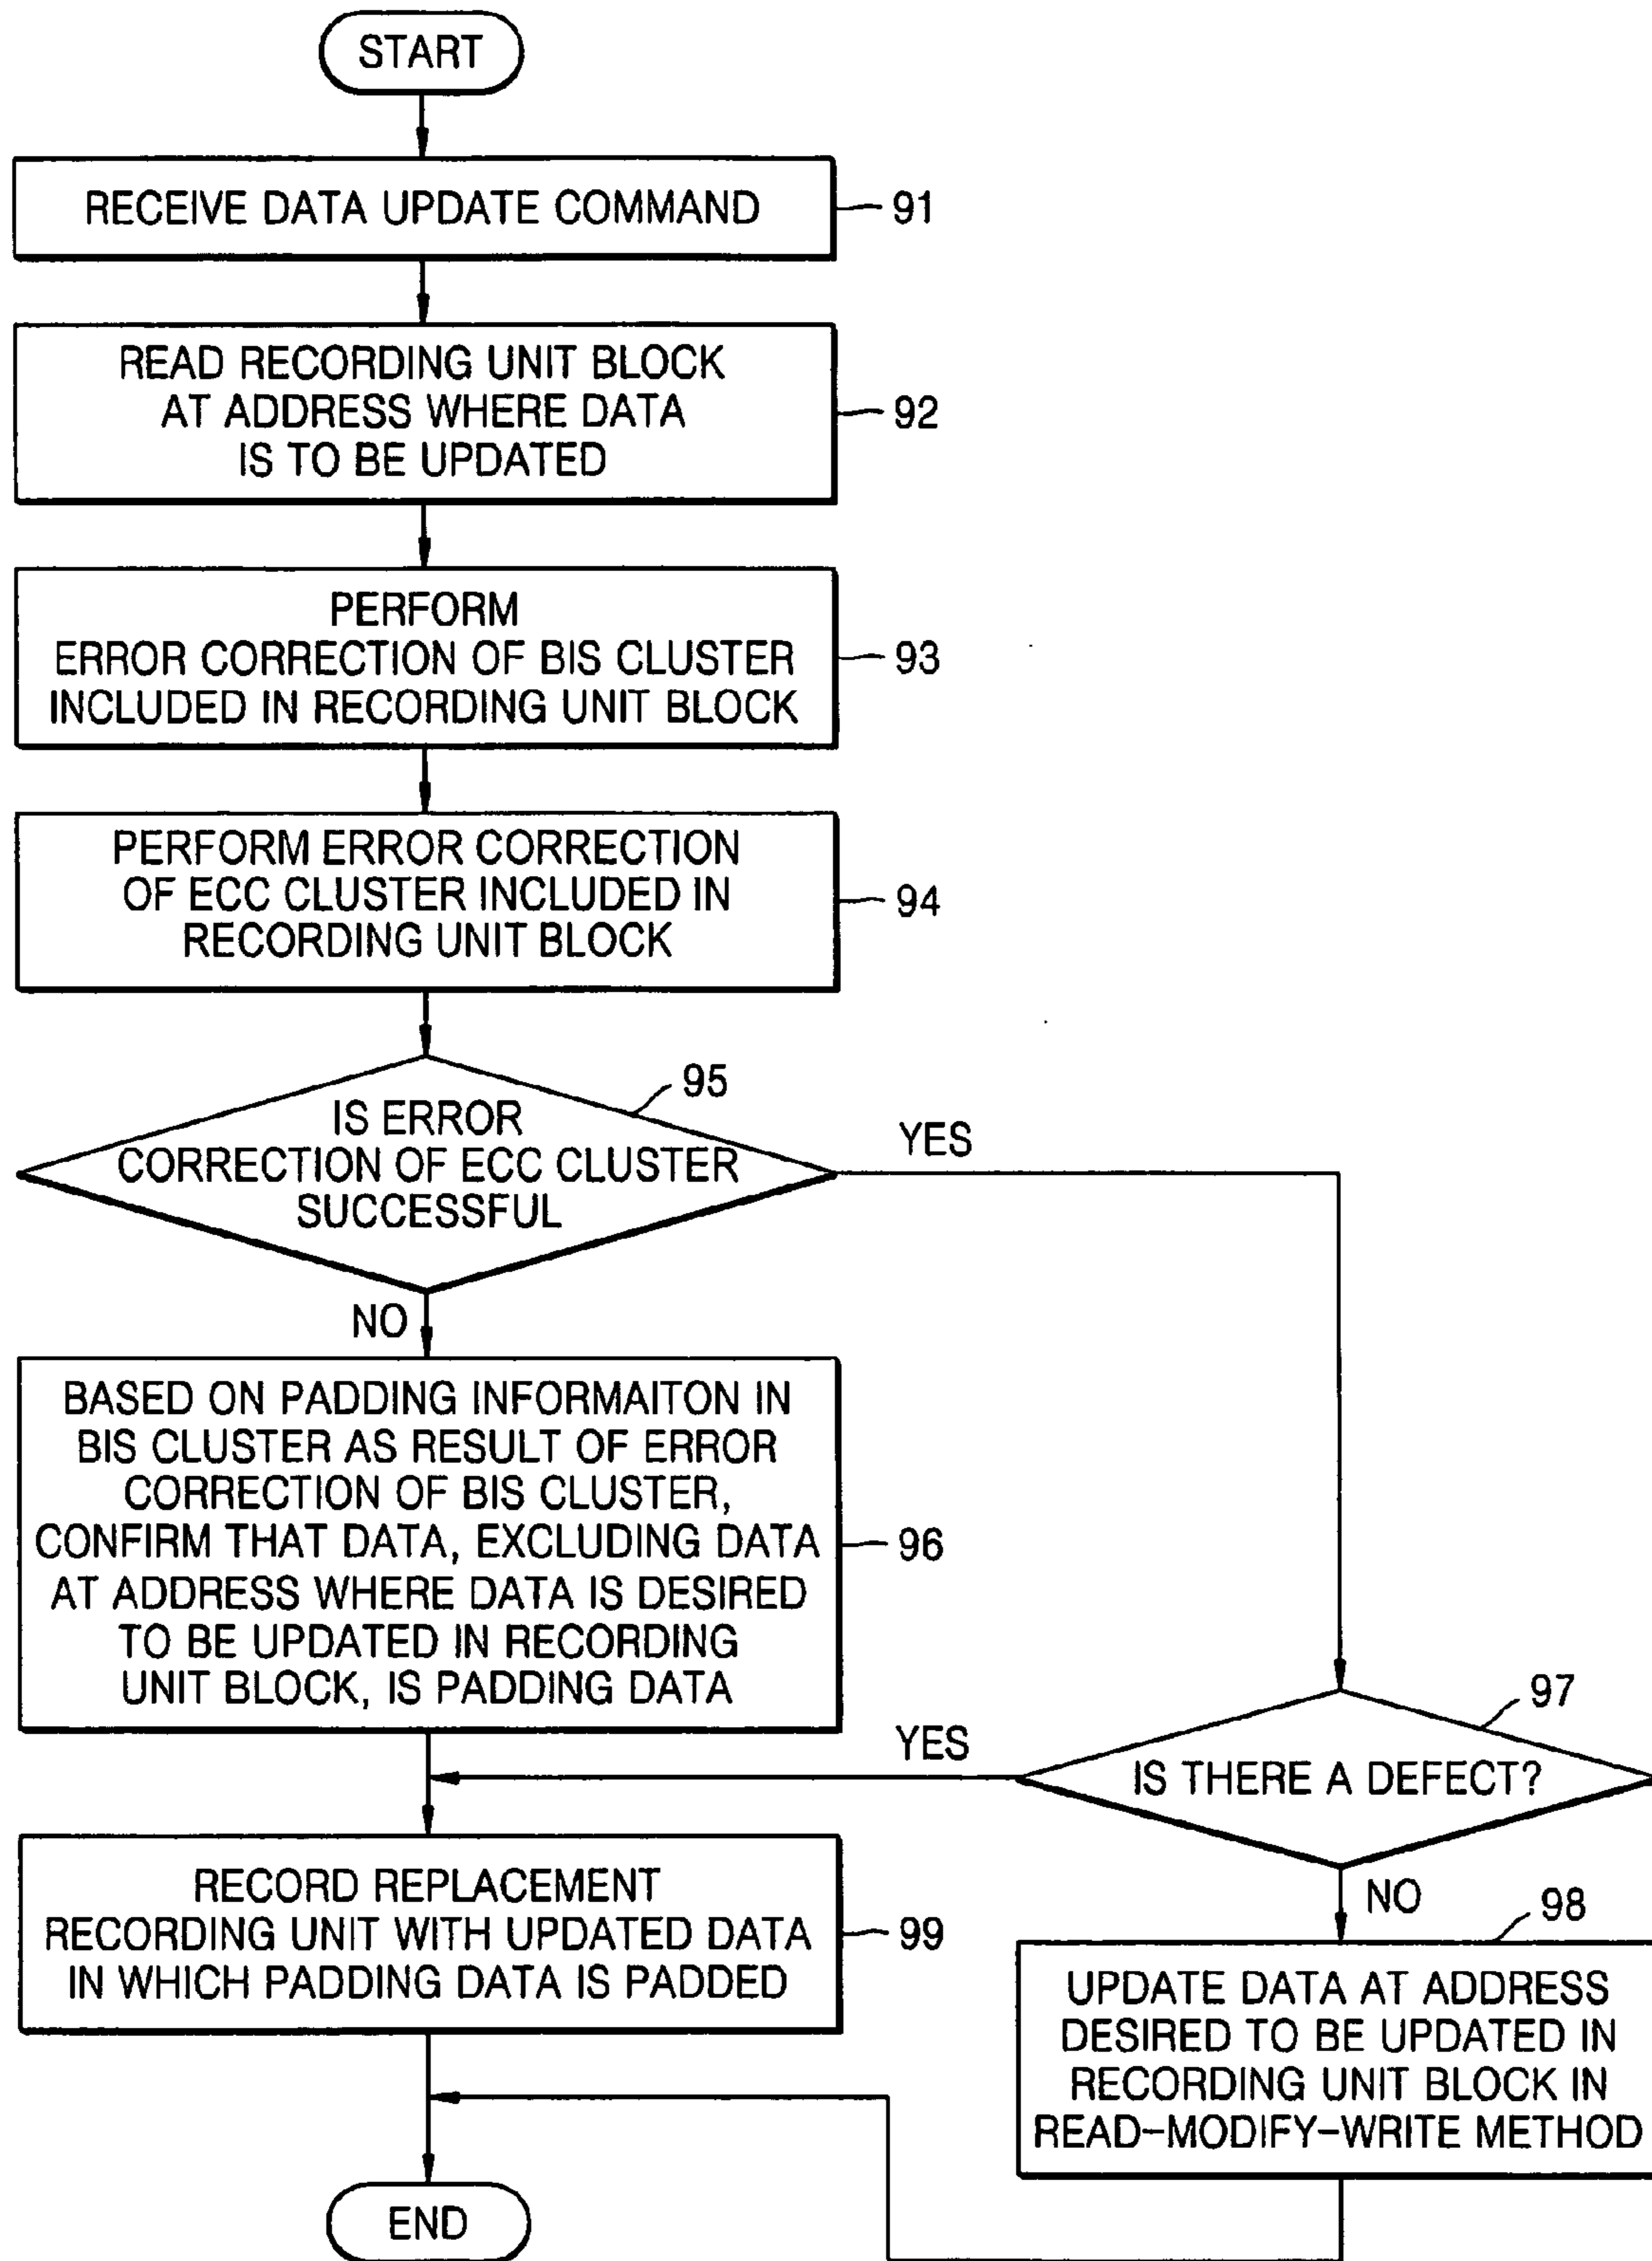 START
RECEIVE DATA UPDATE COMMAND
91
READ RECORDING UNIT BLOCK
AT ADDRESS WHERE DATA
IS TO BE UPDATED
92
PERFORM
ERROR CORRECTION OF BIS CLUSTER
INCLUDED IN RECORDING UNIT BLOCK
93
PERFORM ERROR CORRECTION
OF ECC CLUSTER INCLUDED IN
RECORDING UNIT BLOCK
94
95
IS ERROR
CORRECTION OF ECC CLUSTER
SUCCESSFUL
YES
NO
BASED ON PADDING INFORMAITON IN
BIS CLUSTER AS RESULT OF ERROR
CORRECTION OF BIS CLUSTER,
CONFIRM THAT DATA, EXCLUDING DATA
AT ADDRESS WHERE DATA IS DESIRED
TO BE UPDATED IN RECORDING
UNIT BLOCK, IS PADDING DATA
96
97
IS THERE A DEFECT?
YES
NO
RECORD REPLACEMENT
RECORDING UNIT WITH UPDATED DATA
IN WHICH PADDING DATA IS PADDED
99
98
UPDATE DATA AT ADDRESS
DESIRED TO BE UPDATED IN
RECORDING UNIT BLOCK IN
READ-MODIFY-WRITE METHOD
END